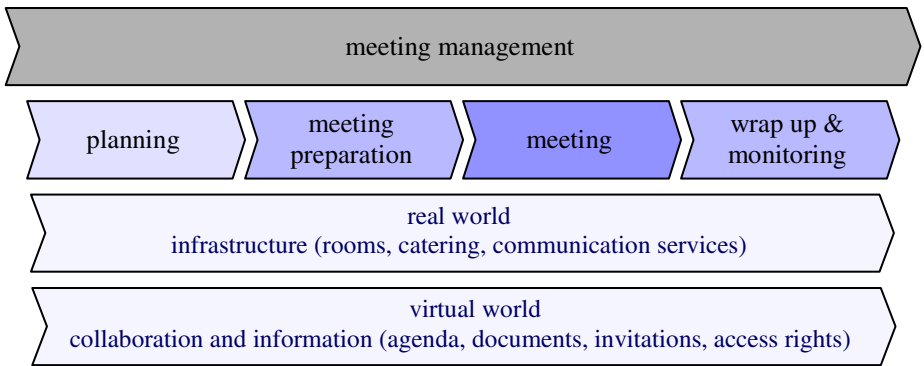 meeting management
planning
meeting
preparation
meeting
wrap up &
monitoring
real world
infrastructure (rooms, catering, communication services)
virtual world
collaboration and information (agenda, documents, invitations, access rights)